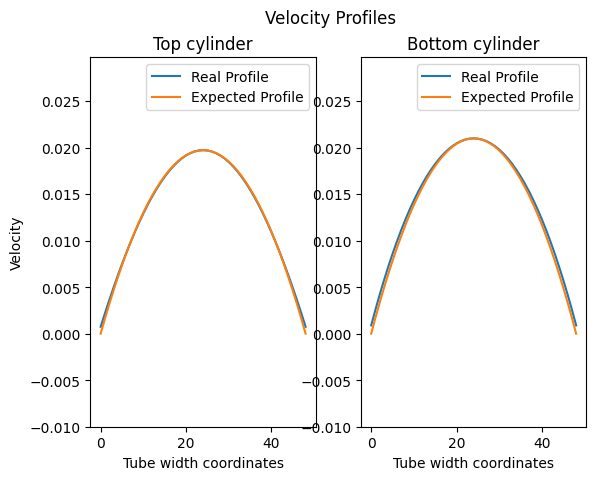 Velocity Profiles
Top cylinder
Real Profile
Expected Profile
Velocity
0.025
0.020
0.015
0.010
0.005
0.000
−0.005
−0.010
0
20
40
Tube width coordinates
Bottom cylinder
Real Profile
Expected Profile
0.025
0.020
0.015
0.010
0.005
0.000
−0.005
−0.010
0
20
40
Tube width coordinates